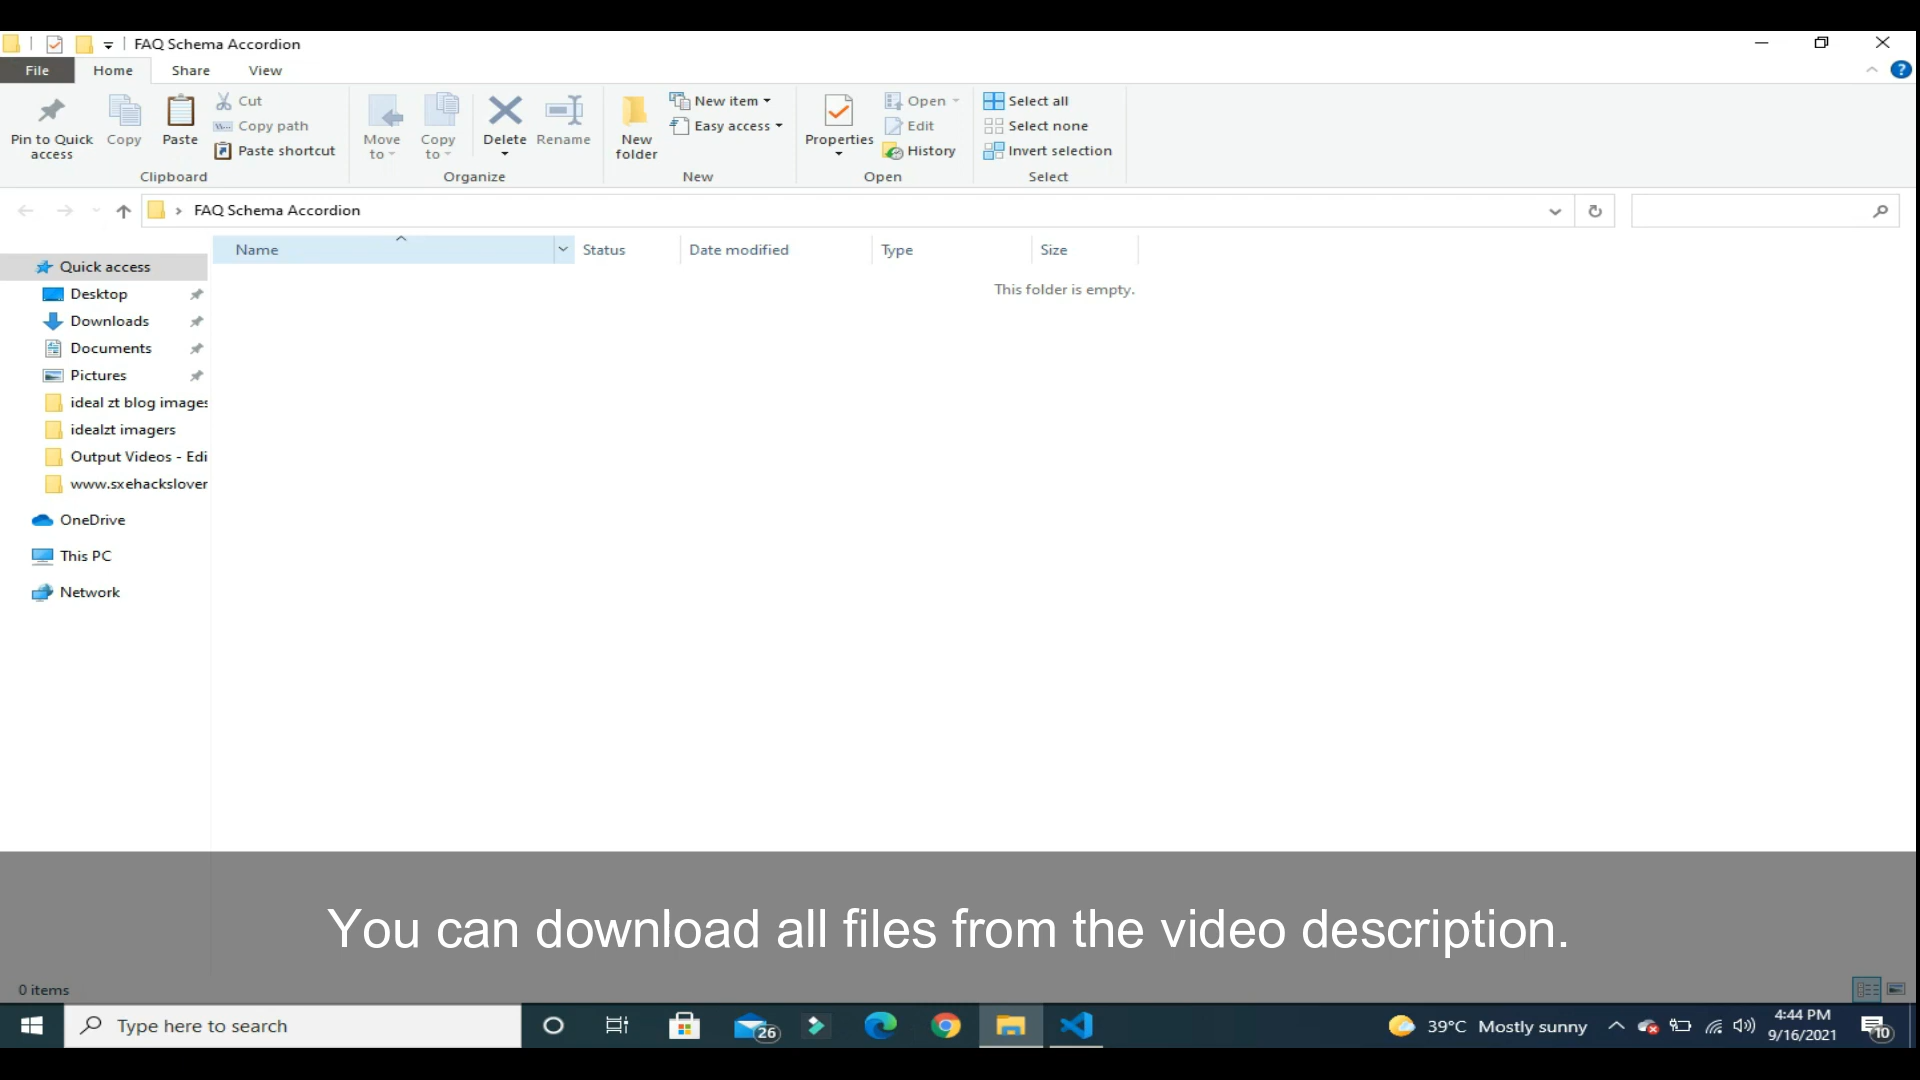 FAQ Schema Accordion
File
Home
Share
View
Pin to Quick
access
Copy
Paste
Cut
Copy path
Paste shortcut
Clipboard
Move
to
Copy
to
Delete
Rename
Organize
New
folder
New item
Easy access
New
Properties
Open
Edit
History
Open
Select all
Select none
Invert selection
Select
FAQ Schema Accordion
Name
Status
Date modified
Type
Size
This folder is empty.
Quick access
Desktop
Downloads
Documents
Pictures
ideal zt blog images
idealzt imagers
Output Videos - Edi
www.sxehackslover
OneDrive
This PC
Network
You can download all files from the video description.
0 items
Type here to search
26
39°C Mostly sunny
4:44 PM
9/16/2021
10